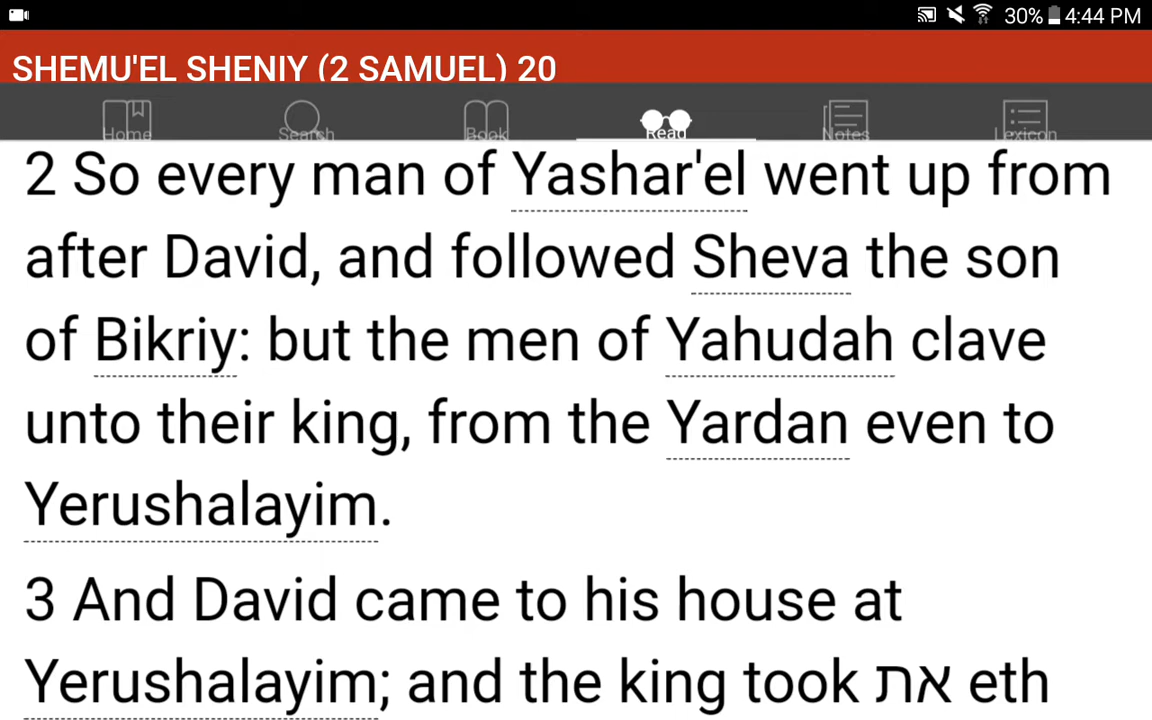 30% 4:44 PM
SHEMU'EL SHENIY (2 SAMUEL) 20
Home Search Book Read Notes Lexicon
2 So every man of Yashar'el went up from
after David, and followed Sheva the son
of Bikriy: but the men of Yahudah clave
unto their king, from the Yardan even to
Yerushalayim.
3 And David came to his house at
Yerushalayim; and the king took את eth